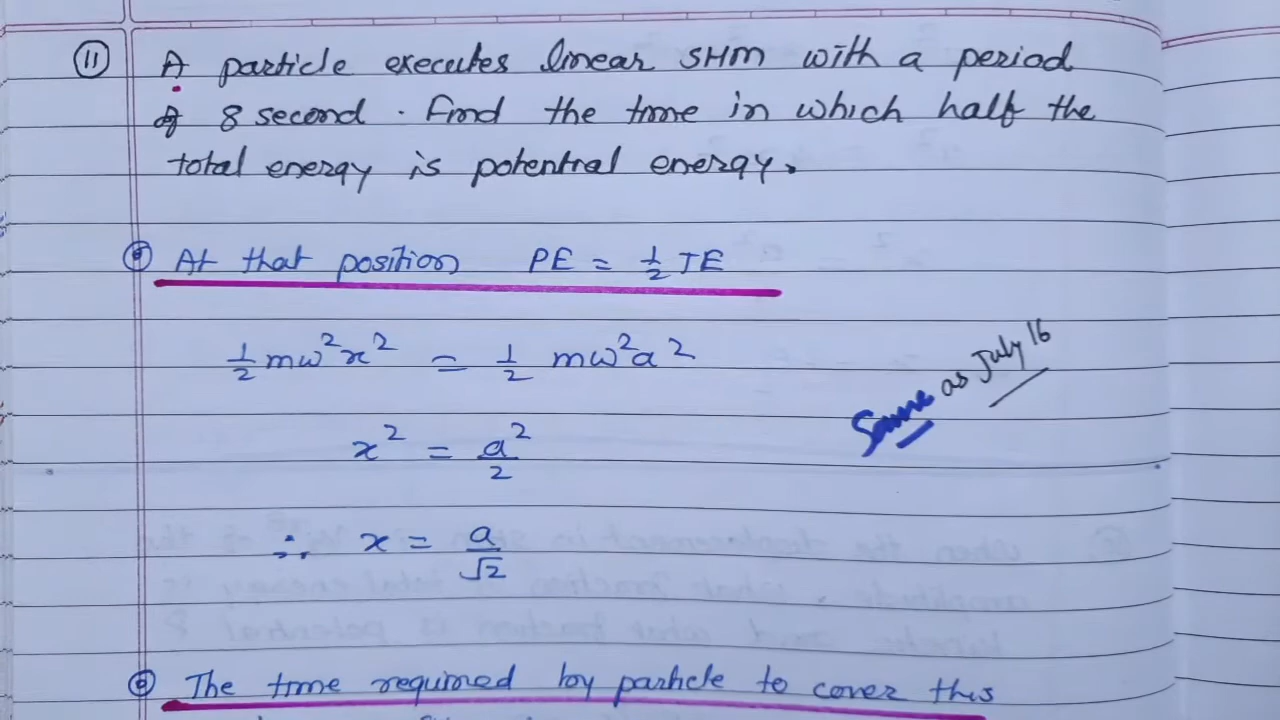 11 A particle executes linear SHM with a period
of 8 second. Find the time in which half the
total energy is potential energy.
At that position PE = ½ TE
½ mω²x² = ½ mω²a²
Same as July 16
x² = a²/2
∴ x = a/√2
The time required by particle to cover this